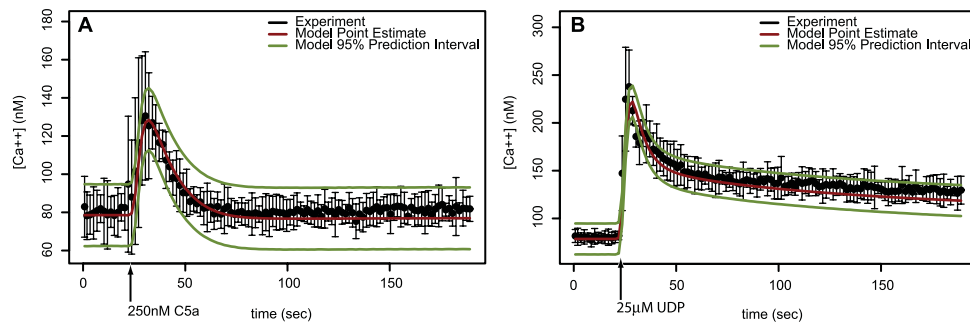 A
Experiment
Model Point Estimate
Model 95% Prediction Interval
[Ca++] (nM)
180
160
140
120
100
80
60
0
50
100
150
250nM C5a
time (sec)
B
Experiment
Model Point Estimate
Model 95% Prediction Interval
[Ca++] (nM)
300
250
200
150
100
0
50
100
150
25μM UDP
time (sec)